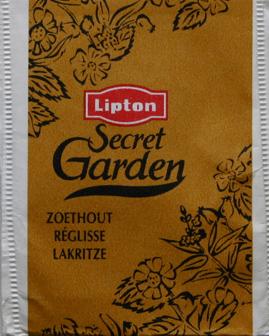 Lipton
Secret
Garden
ZOETHOUT
RÉGLISSE
LAKRITZE